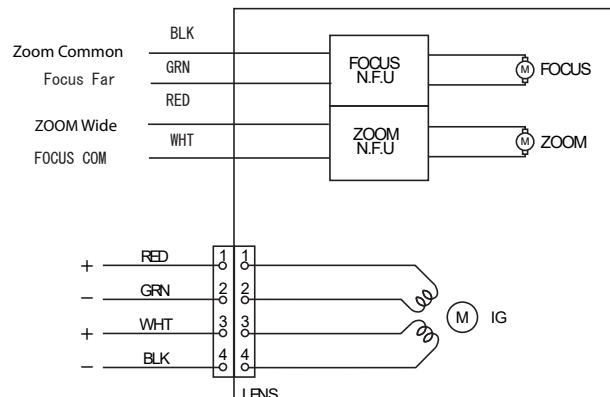 BLK
Zoom Common
GRN
Focus Far
RED
ZOOM Wide
WHT
FOCUS COM
FOCUS
N.F.U
M FOCUS
ZOOM
N.F.U
M ZOOM
+ RED 1 1
− GRN 2 2
+ WHT 3 3
− BLK 4 4
M IG
LENS